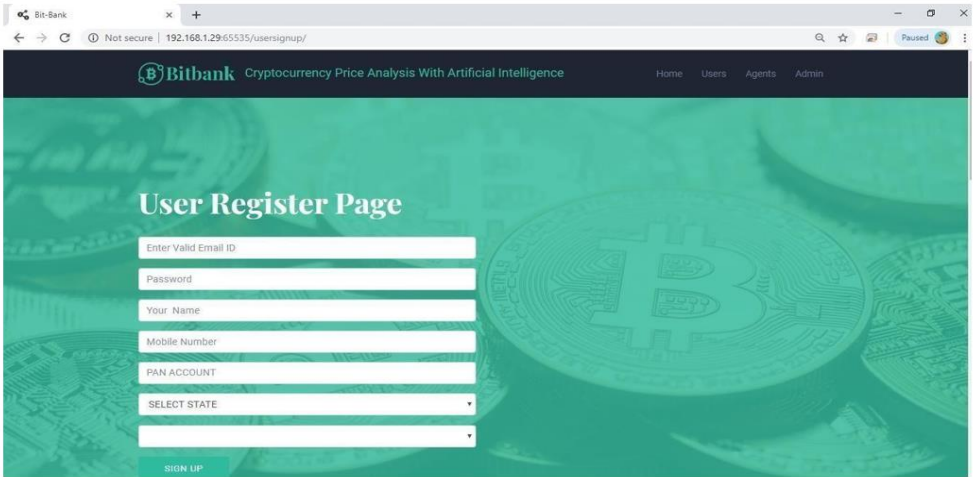 Bit-Bank
Not secure | 192.168.1.29:65535/usersignup/
Paused
Bitbank Cryptocurrency Price Analysis With Artificial Intelligence
Home Users Agents Admin
User Register Page
Enter Valid Email ID
Password
Your Name
Mobile Number
PAN ACCOUNT
SELECT STATE
SIGN UP